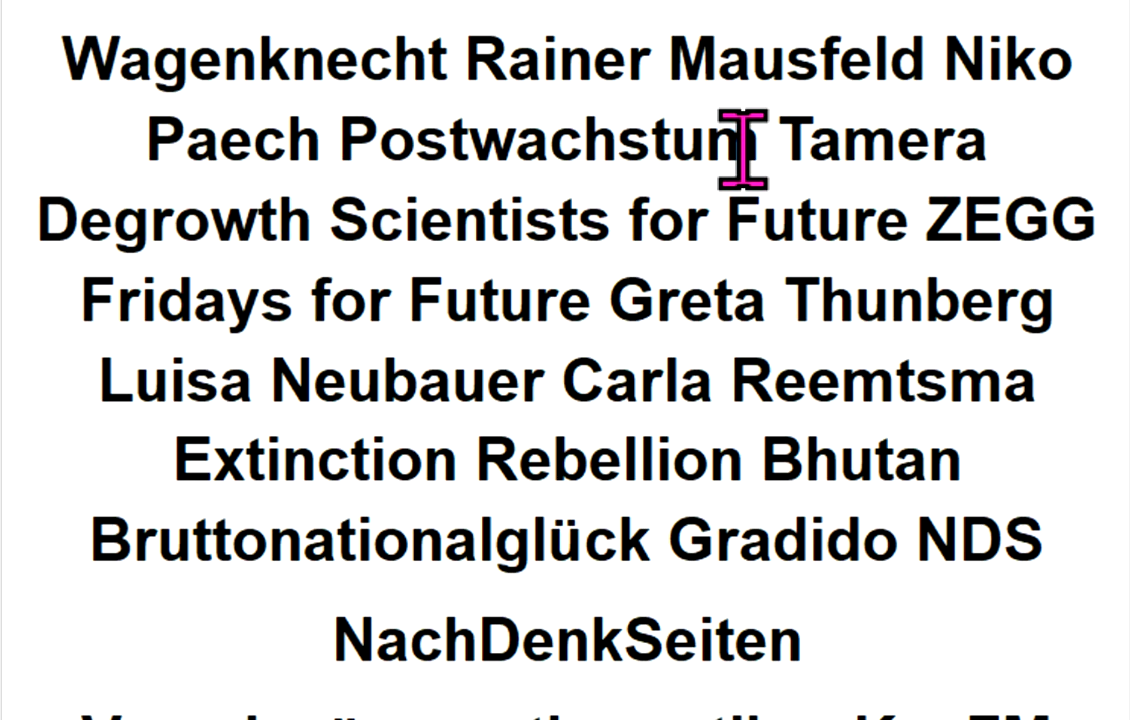 Wagenknecht Rainer Mausfeld Niko
Paech Postwachstum Tamera
Degrowth Scientists for Future ZEGG
Fridays for Future Greta Thunberg
Luisa Neubauer Carla Reemtsma
Extinction Rebellion Bhutan
Bruttonationalglück Gradido NDS
NachDenkSeiten